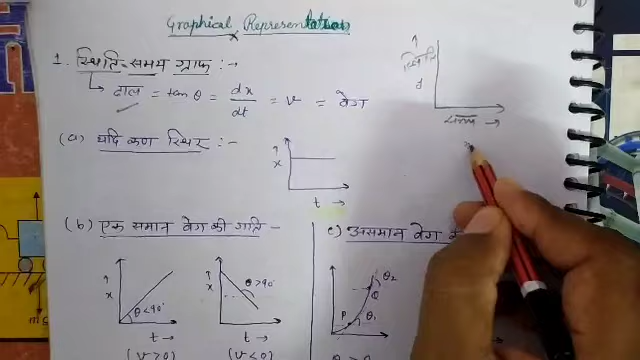 Graphical Representation
1. स्थिति-समय ग्राफ :-
ढाल = tan θ = dx/dt = v = वेग
(a) यदि कण स्थिर :-
↑ x
t →
समय →
(b) एक समान वेग की गति -
c) असमान वेग
↑ x
θ<90°
t →
(v>0)
↑ x
θ>90°
t →
(v<0)
↑ x
P
θ₁
Q
θ₂
t →